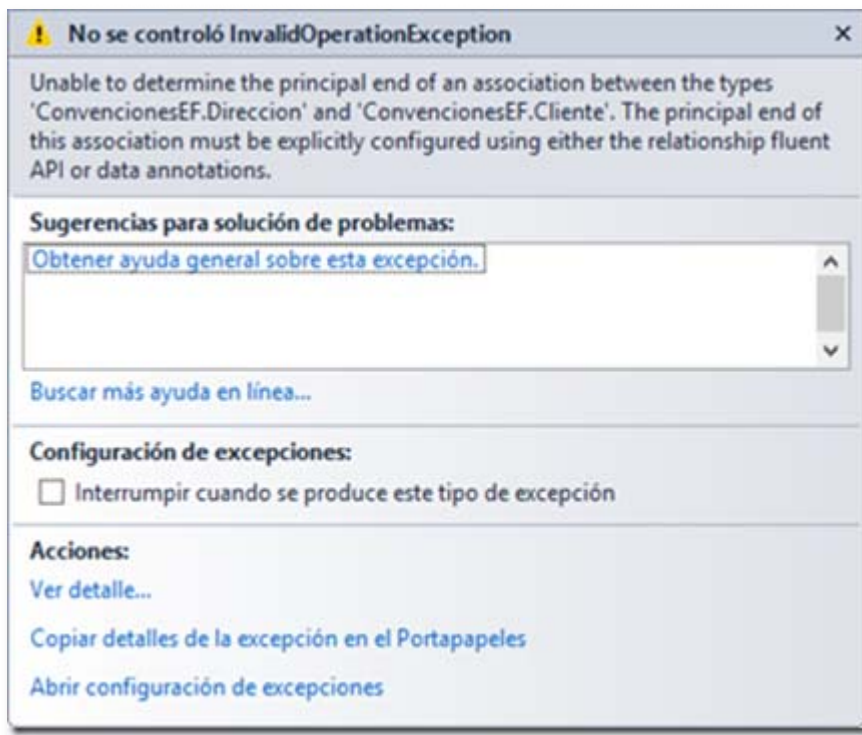 No se controló InvalidOperationException
Unable to determine the principal end of an association between the types
'ConvencionesEF.Direccion' and 'ConvencionesEF.Cliente'. The principal end of
this association must be explicitly configured using either the relationship fluent
API or data annotations.
Sugerencias para solución de problemas:
Obtener ayuda general sobre esta excepción.
Buscar más ayuda en línea...
Configuración de excepciones:
Interrumpir cuando se produce este tipo de excepción
Acciones:
Ver detalle...
Copiar detalles de la excepción en el Portapapeles
Abrir configuración de excepciones